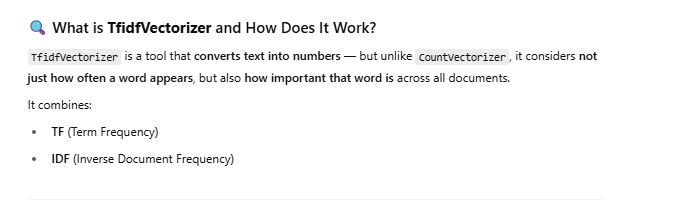 🔍 What is TfidfVectorizer and How Does It Work?
TfidfVectorizer is a tool that converts text into numbers — but unlike CountVectorizer, it considers not
just how often a word appears, but also how important that word is across all documents.
It combines:
• TF (Term Frequency)
• IDF (Inverse Document Frequency)